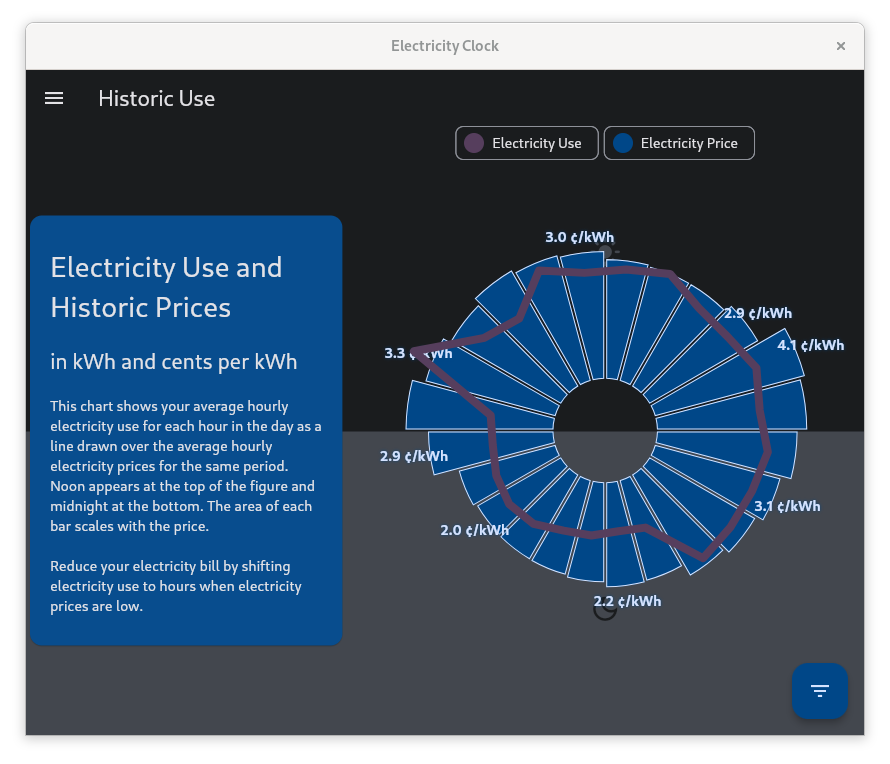 Electricity Clock
Historic Use
Electricity Use
Electricity Price
Electricity Use and
Historic Prices
in kWh and cents per kWh
This chart shows your average hourly
electricity use for each hour in the day as a
line drawn over the average hourly
electricity prices for the same period.
Noon appears at the top of the figure and
midnight at the bottom. The area of each
bar scales with the price.
Reduce your electricity bill by shifting
electricity use to hours when electricity
prices are low.
3.0 ¢/kWh
2.9 ¢/kWh
4.1 ¢/kWh
3.3 ¢/kWh
2.9 ¢/kWh
3.1 ¢/kWh
2.0 ¢/kWh
2.2 ¢/kWh